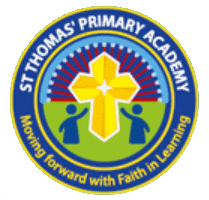 ST THOMAS' PRIMARY ACADEMY
Moving forward with Faith in Learning